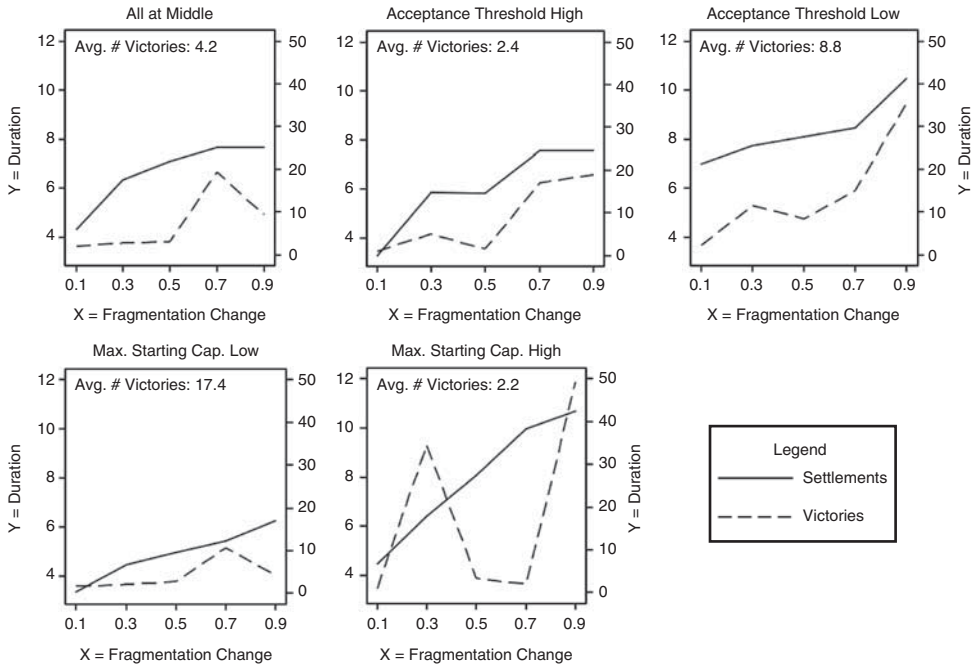 All at Middle
Avg. # Victories: 4.2
Y = Duration
12
10
8
6
4
50
40
30
20
10
0
0.1 0.3 0.5 0.7 0.9
X = Fragmentation Change
Acceptance Threshold High
Avg. # Victories: 2.4
12
10
8
6
4
50
40
30
20
10
0
0.1 0.3 0.5 0.7 0.9
X = Fragmentation Change
Acceptance Threshold Low
Avg. # Victories: 8.8
12
10
8
6
4
50
40
30
20
10
0
Y = Duration
0.1 0.3 0.5 0.7 0.9
X = Fragmentation Change
Max. Starting Cap. Low
Avg. # Victories: 17.4
Y = Duration
12
10
8
6
4
50
40
30
20
10
0
0.1 0.3 0.5 0.7 0.9
X = Fragmentation Change
Max. Starting Cap. High
Avg. # Victories: 2.2
12
10
8
6
4
50
40
30
20
10
0
Y = Duration
0.1 0.3 0.5 0.7 0.9
X = Fragmentation Change
Legend
Settlements
Victories